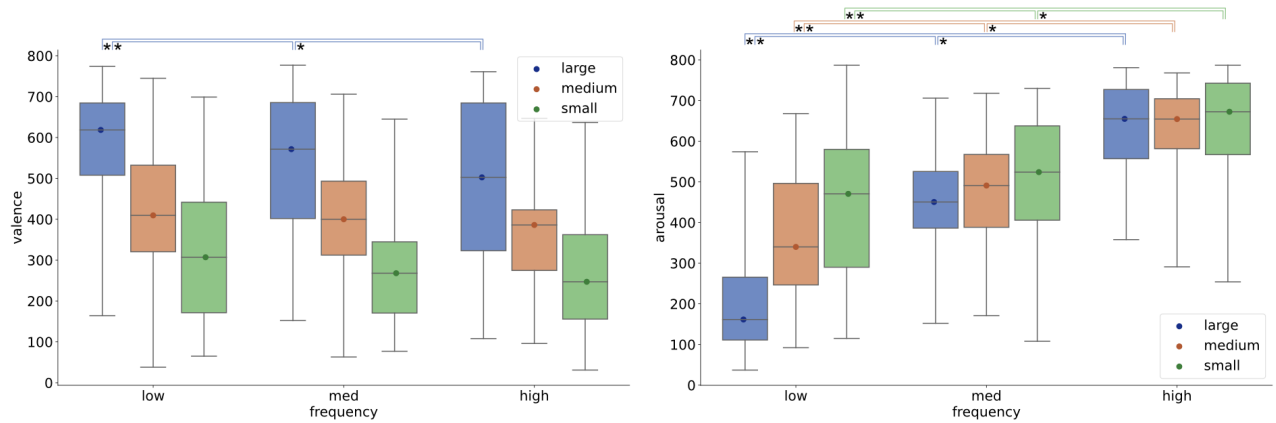 ** *
800
700
600
500
400
300
200
100
0
valence
low med high
frequency
large
medium
small
** *
** *
** *
800
700
600
500
400
300
200
100
0
arousal
low med high
frequency
large
medium
small